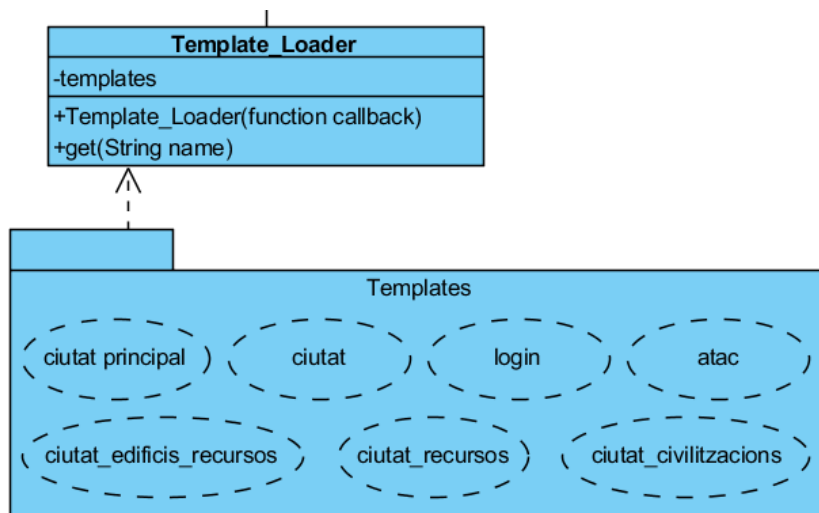 Template_Loader
-templates
+Template_Loader(function callback)
+get(String name)
Templates
ciutat principal
ciutat
login
atac
ciutat_edificis_recursos
ciutat_recursos
ciutat_civilitzacions